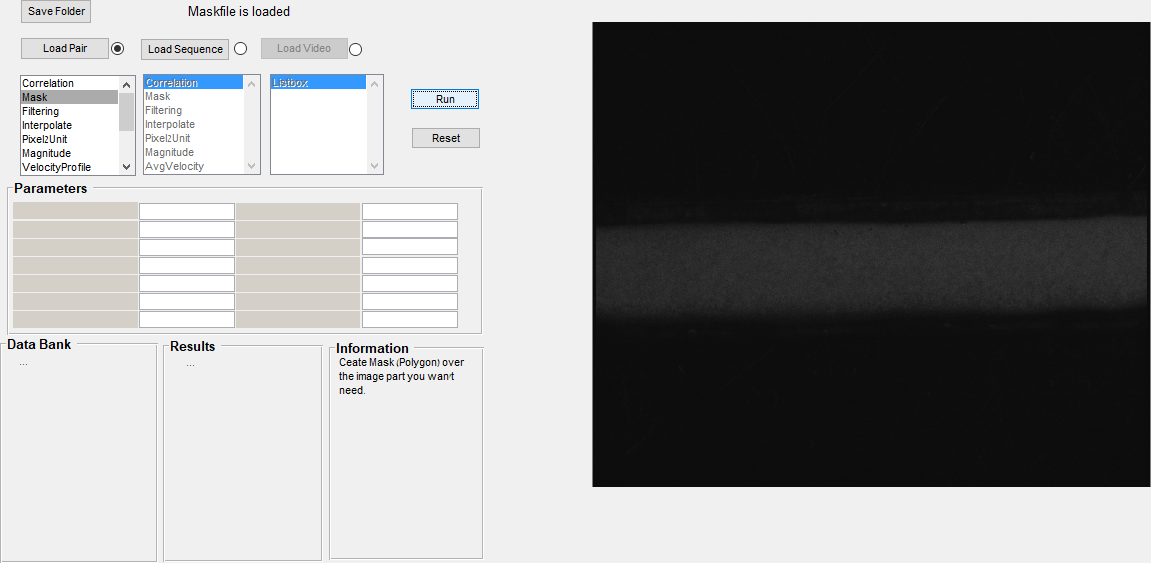 Save Folder
Maskfile is loaded
Load Pair
Load Sequence
Load Video
Correlation
Mask
Filtering
Interpolate
Pixel2Unit
Magnitude
VelocityProfile
Correlation
Mask
Filtering
Interpolate
Pixel2Unit
Magnitude
AvgVelocity
Listbox
Run
Reset
Parameters
Data Bank
...
Results
...
Information
Ceate Mask (Polygon) over
the image part you wan't
need.